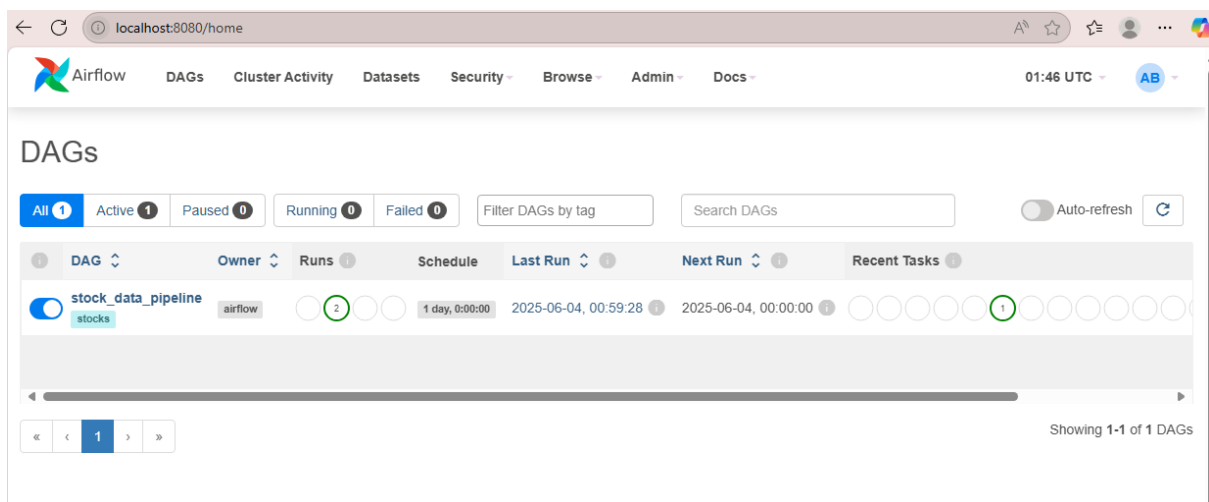 localhost:8080/home
Airflow DAGs Cluster Activity Datasets Security Browse Admin Docs 01:46 UTC AB
DAGs
All 1 Active 1 Paused 0 Running 0 Failed 0 Filter DAGs by tag Search DAGs Auto-refresh
DAG Owner Runs Schedule Last Run Next Run Recent Tasks
stock_data_pipeline airflow 2 1 day, 0:00:00 2025-06-04, 00:59:28 2025-06-04, 00:00:00 1
stocks
« ‹ 1 › » Showing 1-1 of 1 DAGs